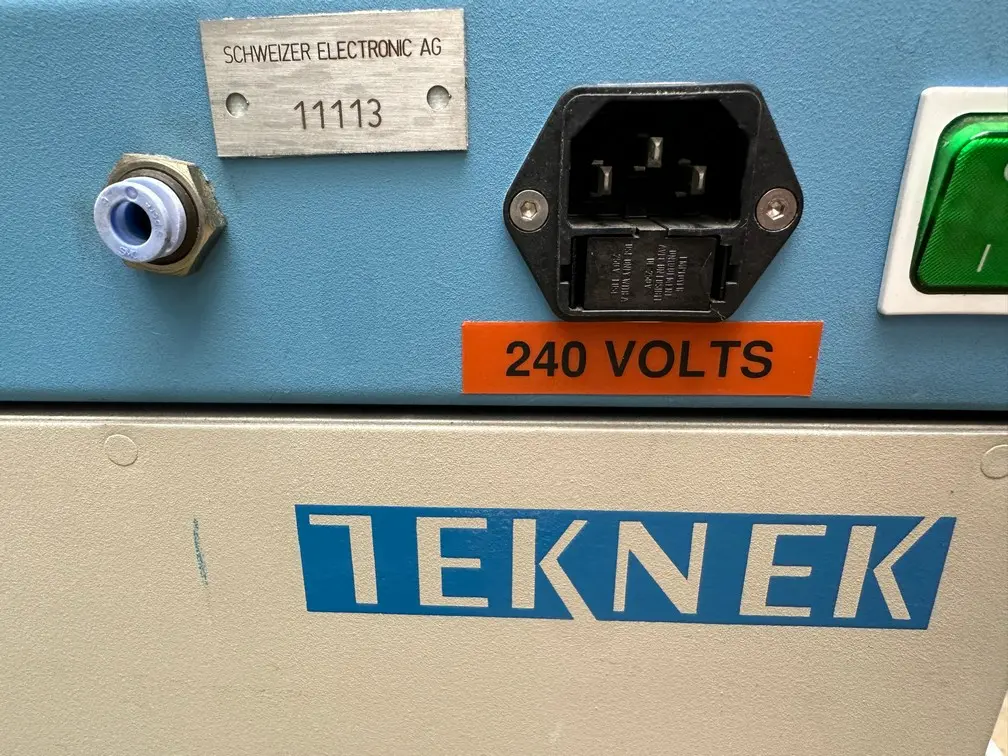 SCHWEIZER ELECTRONIC AG
11113
240 VOLTS
TEKNEK